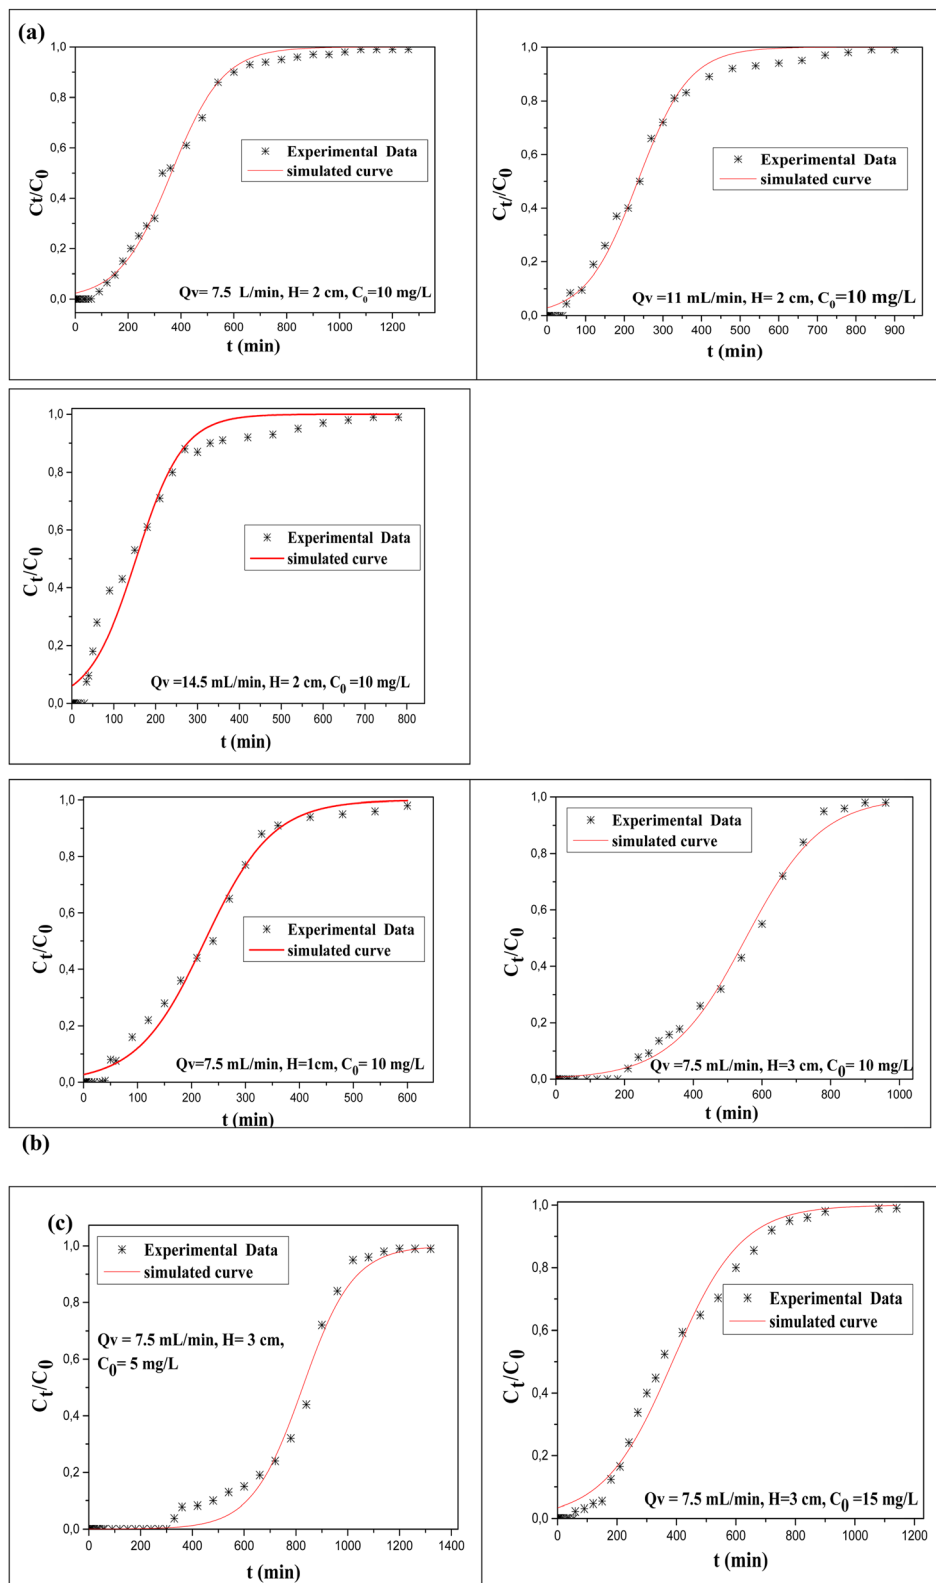 (a)
1,0
0,8
0,6
0,4
0,2
0,0
Ct/C0
Experimental Data
simulated curve
Qv= 7.5 L/min, H= 2 cm, C0=10 mg/L
0 200 400 600 800 1000 1200
t (min)
1,0
0,8
0,6
0,4
0,2
0,0
Ct/C0
Experimental Data
simulated curve
Qv =11 mL/min, H= 2 cm, C0=10 mg/L
0 100 200 300 400 500 600 700 800 900
t (min)
1,0
0,8
0,6
0,4
0,2
0,0
Ct/C0
Experimental Data
simulated curve
Qv =14.5 mL/min, H= 2 cm, C0 =10 mg/L
0 100 200 300 400 500 600 700 800
t (min)
1,0
0,8
0,6
0,4
0,2
0,0
Ct/C0
Experimental Data
simulated curve
Qv=7.5 mL/min, H=1cm, C0= 10 mg/L
0 100 200 300 400 500 600
t (min)
1,0
0,8
0,6
0,4
0,2
0,0
Ct/C0
Experimental Data
simulated curve
Qv =7.5 mL/min, H=3 cm, C0= 10 mg/L
0 200 400 600 800 1000
t (min)
(b)
(c)
1,0
0,8
0,6
0,4
0,2
0,0
Ct/C0
Experimental Data
simulated curve
Qv = 7.5 mL/min, H= 3 cm,
C0= 5 mg/L
0 200 400 600 800 1000 1200 1400
t (min)
1,0
0,8
0,6
0,4
0,2
0,0
Ct/C0
Experimental Data
simulated curve
Qv = 7.5 mL/min, H=3 cm, C0 =15 mg/L
0 200 400 600 800 1000 1200
t (min)